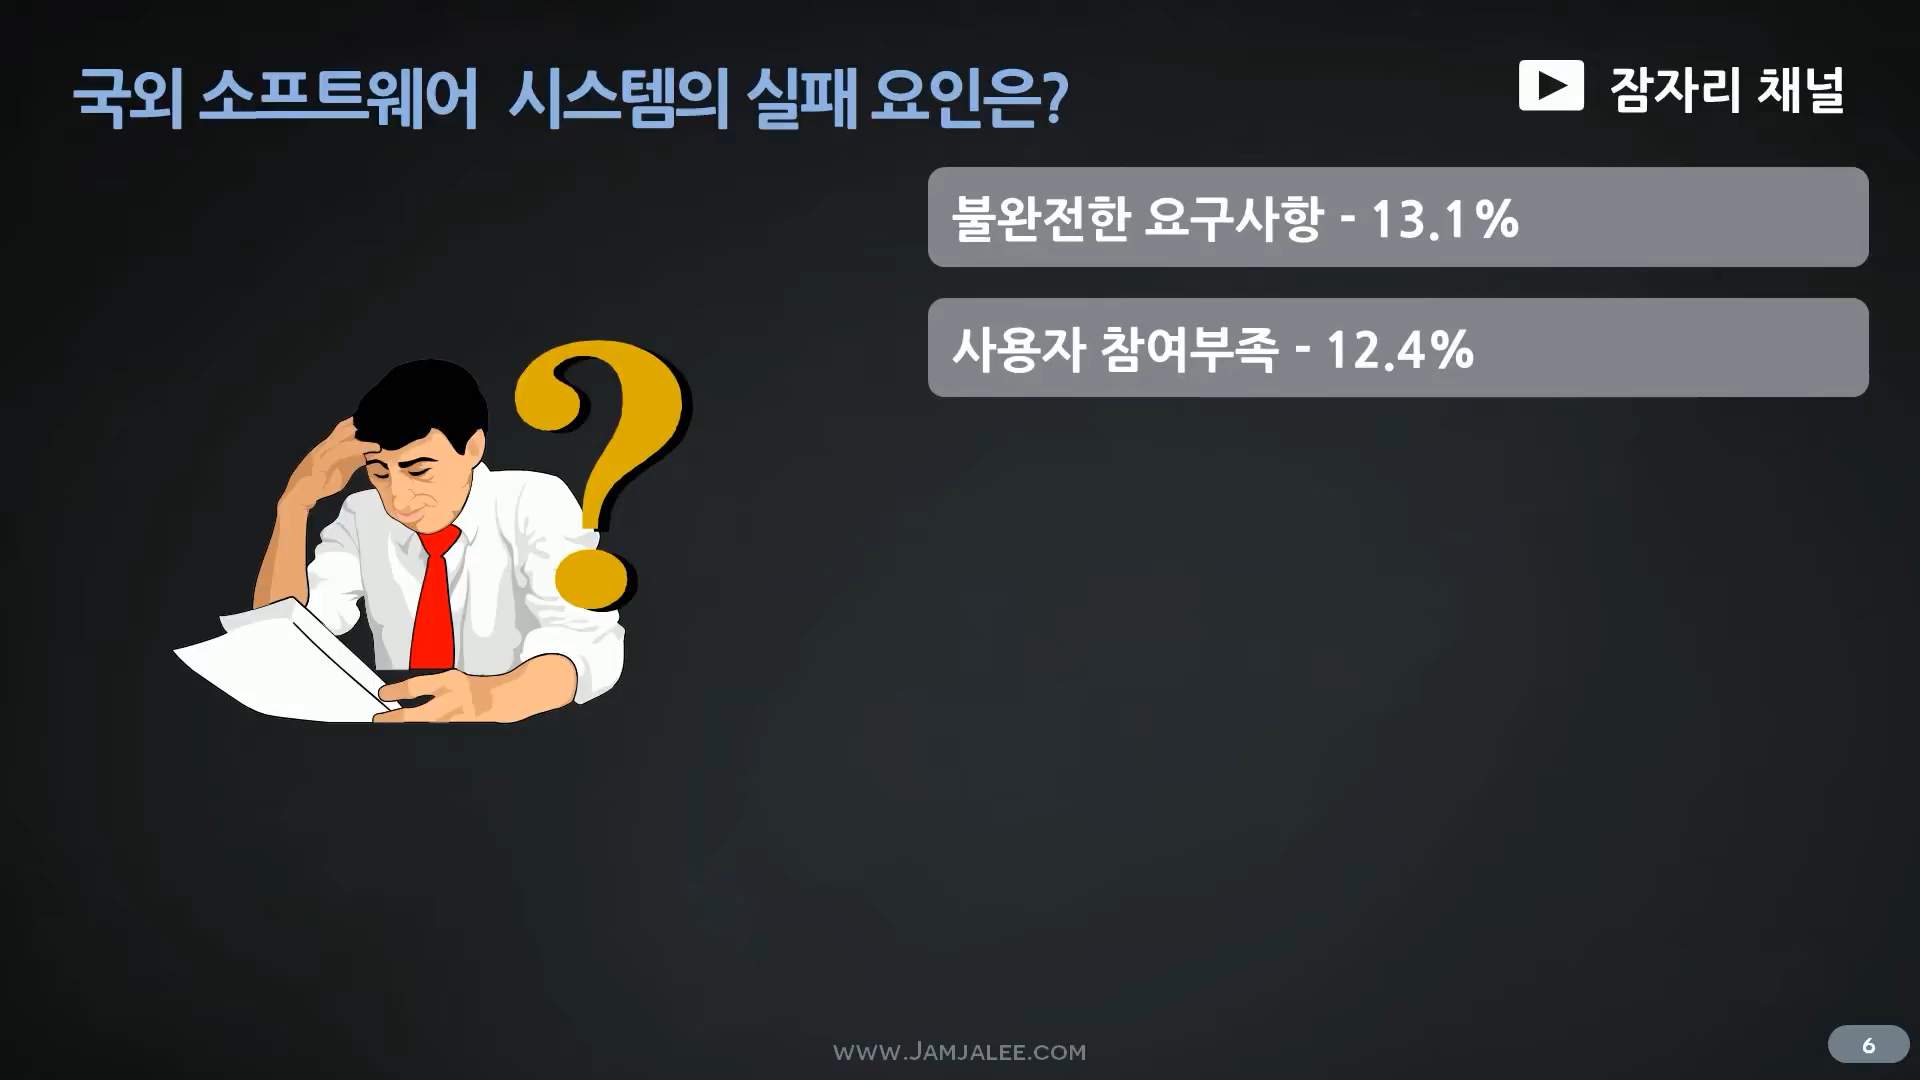 국외 소프트웨어 시스템의 실패 요인은?
잠자리 채널
불완전한 요구사항 - 13.1%
사용자 참여부족 - 12.4%
WWW.JAMJALEE.COM
6